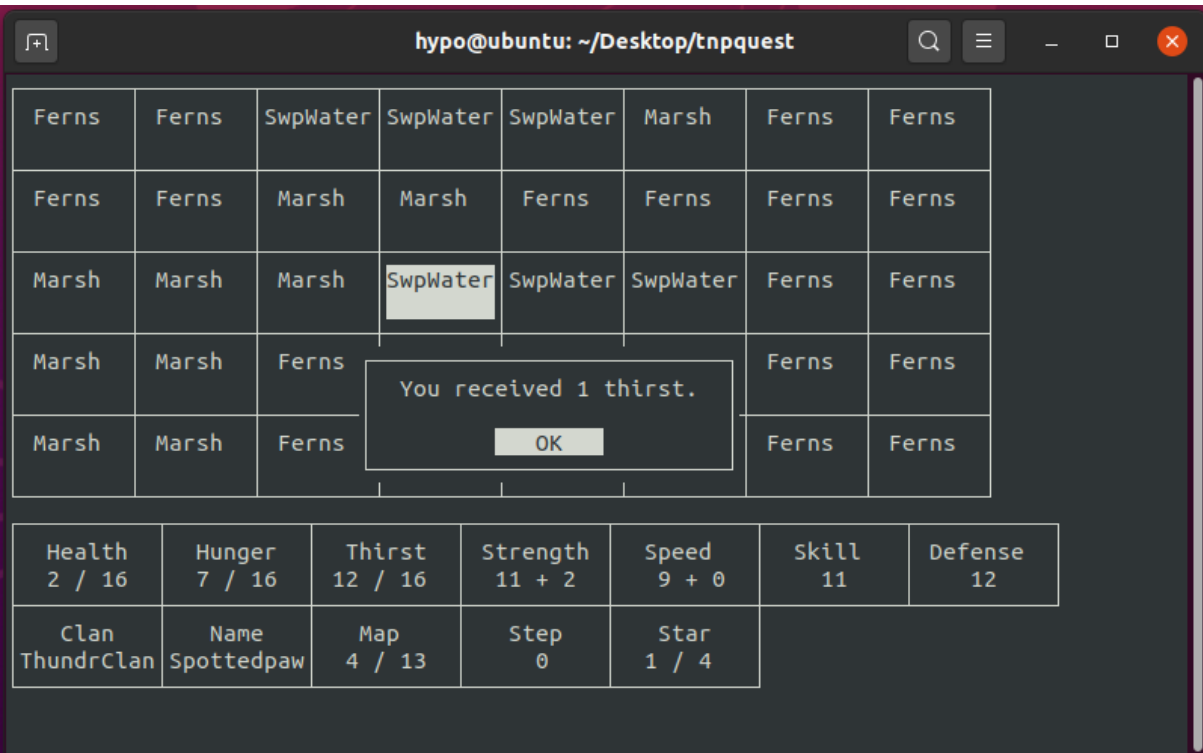 hypo@ubuntu: ~/Desktop/tnpquest
Ferns Ferns SwpWater SwpWater SwpWater Marsh Ferns Ferns
Ferns Ferns Marsh Marsh Ferns Ferns Ferns Ferns
Marsh Marsh Marsh SwpWater SwpWater SwpWater Ferns Ferns
Marsh Marsh Ferns Ferns Ferns
You received 1 thirst.
Marsh Marsh Ferns OK Ferns Ferns
Health Hunger Thirst Strength Speed Skill Defense
2 / 16 7 / 16 12 / 16 11 + 2 9 + 0 11 12
Clan Name Map Step Star
ThundrClan Spottedpaw 4 / 13 0 1 / 4